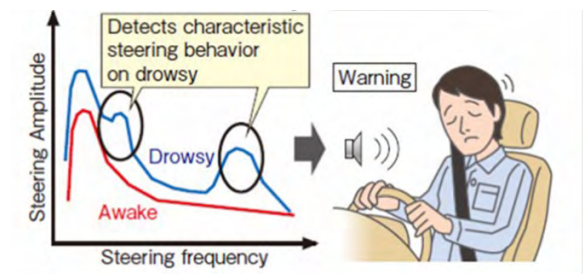 Detects characteristic
steering behavior
on drowsy
Steering Amplitude
Drowsy
Awake
Steering frequency
Warning